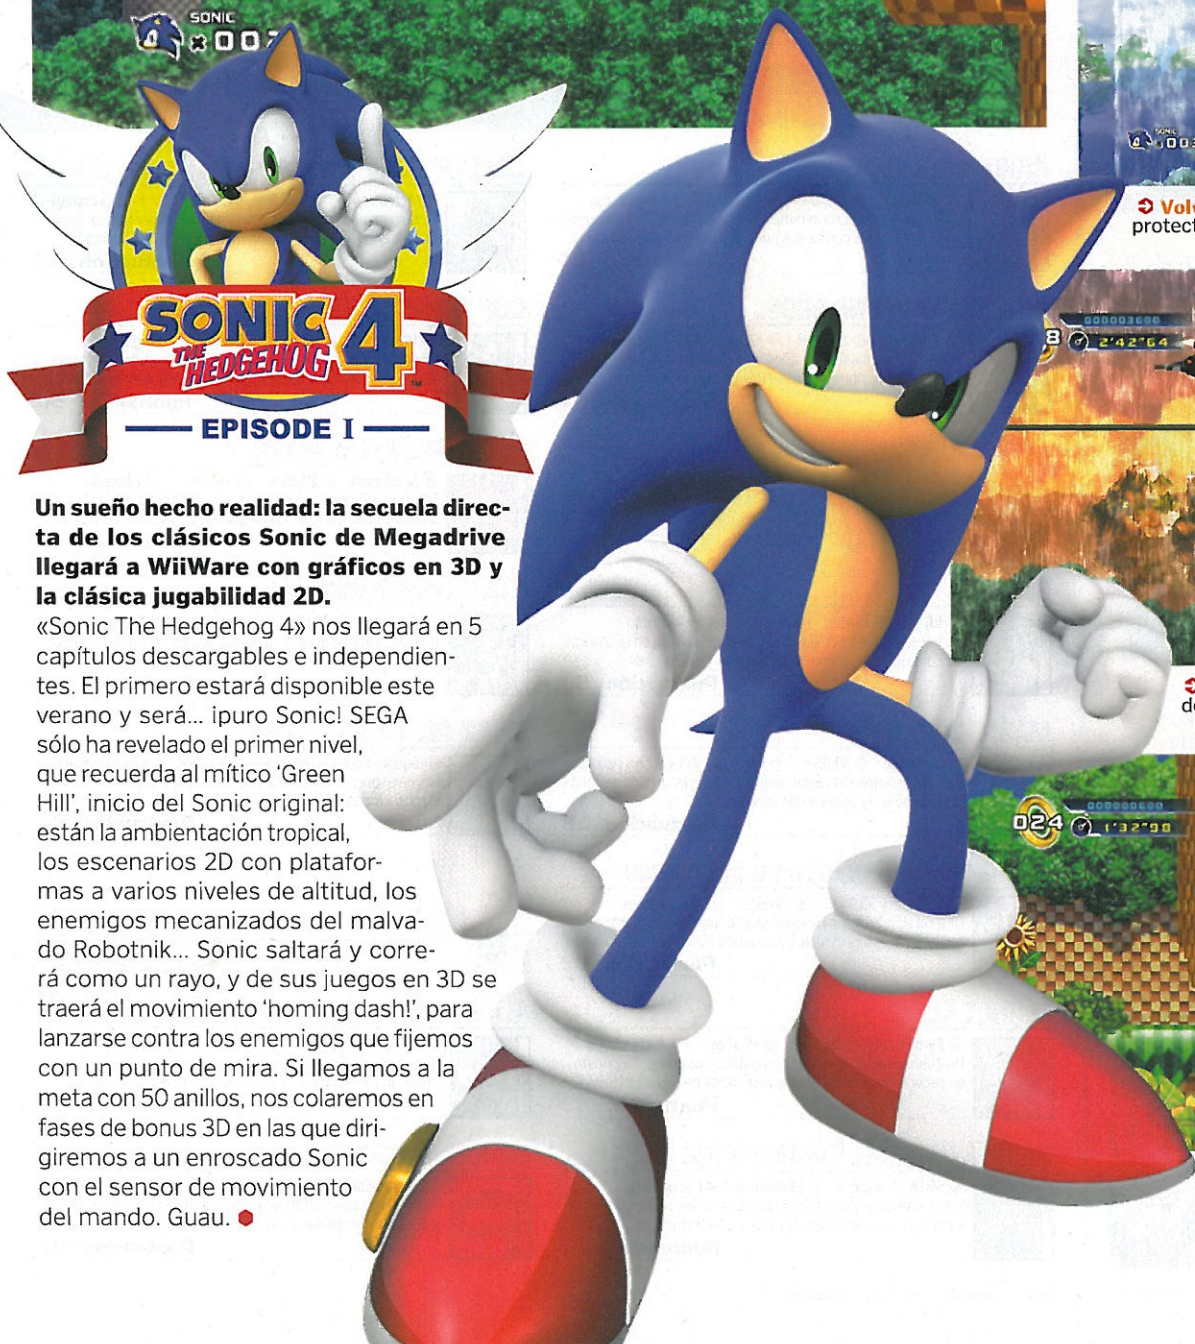 SONIC
SONIC
THE
HEDGEHOG
4
TM
EPISODE I
Un sueño hecho realidad: la secuela direc-
ta de los clásicos Sonic de Megadrive
llegará a WiiWare con gráficos en 3D y
la clásica jugabilidad 2D.
«Sonic The Hedgehog 4» nos llegará en 5
capítulos descargables e independien-
tes. El primero estará disponible este
verano y será... ¡puro Sonic! SEGA
sólo ha revelado el primer nivel,
que recuerda al mítico ‘Green
Hill’, inicio del Sonic original:
están la ambientación tropical,
los escenarios 2D con platafor-
mas a varios niveles de altitud, los
enemigos mecanizados del malva-
do Robotnik... Sonic saltará y corre-
rá como un rayo, y de sus juegos en 3D se
traerá el movimiento ‘homing dash!’, para
lanzarse contra los enemigos que fijemos
con un punto de mira. Si llegamos a la
meta con 50 anillos, nos colaremos en
fases de bonus 3D en las que diri-
giremos a un enroscado Sonic
con el sensor de movimiento
del mando. Guau.
SONIC
Volv
protect
8
000003600
2'42"64
de
024
1'32"90